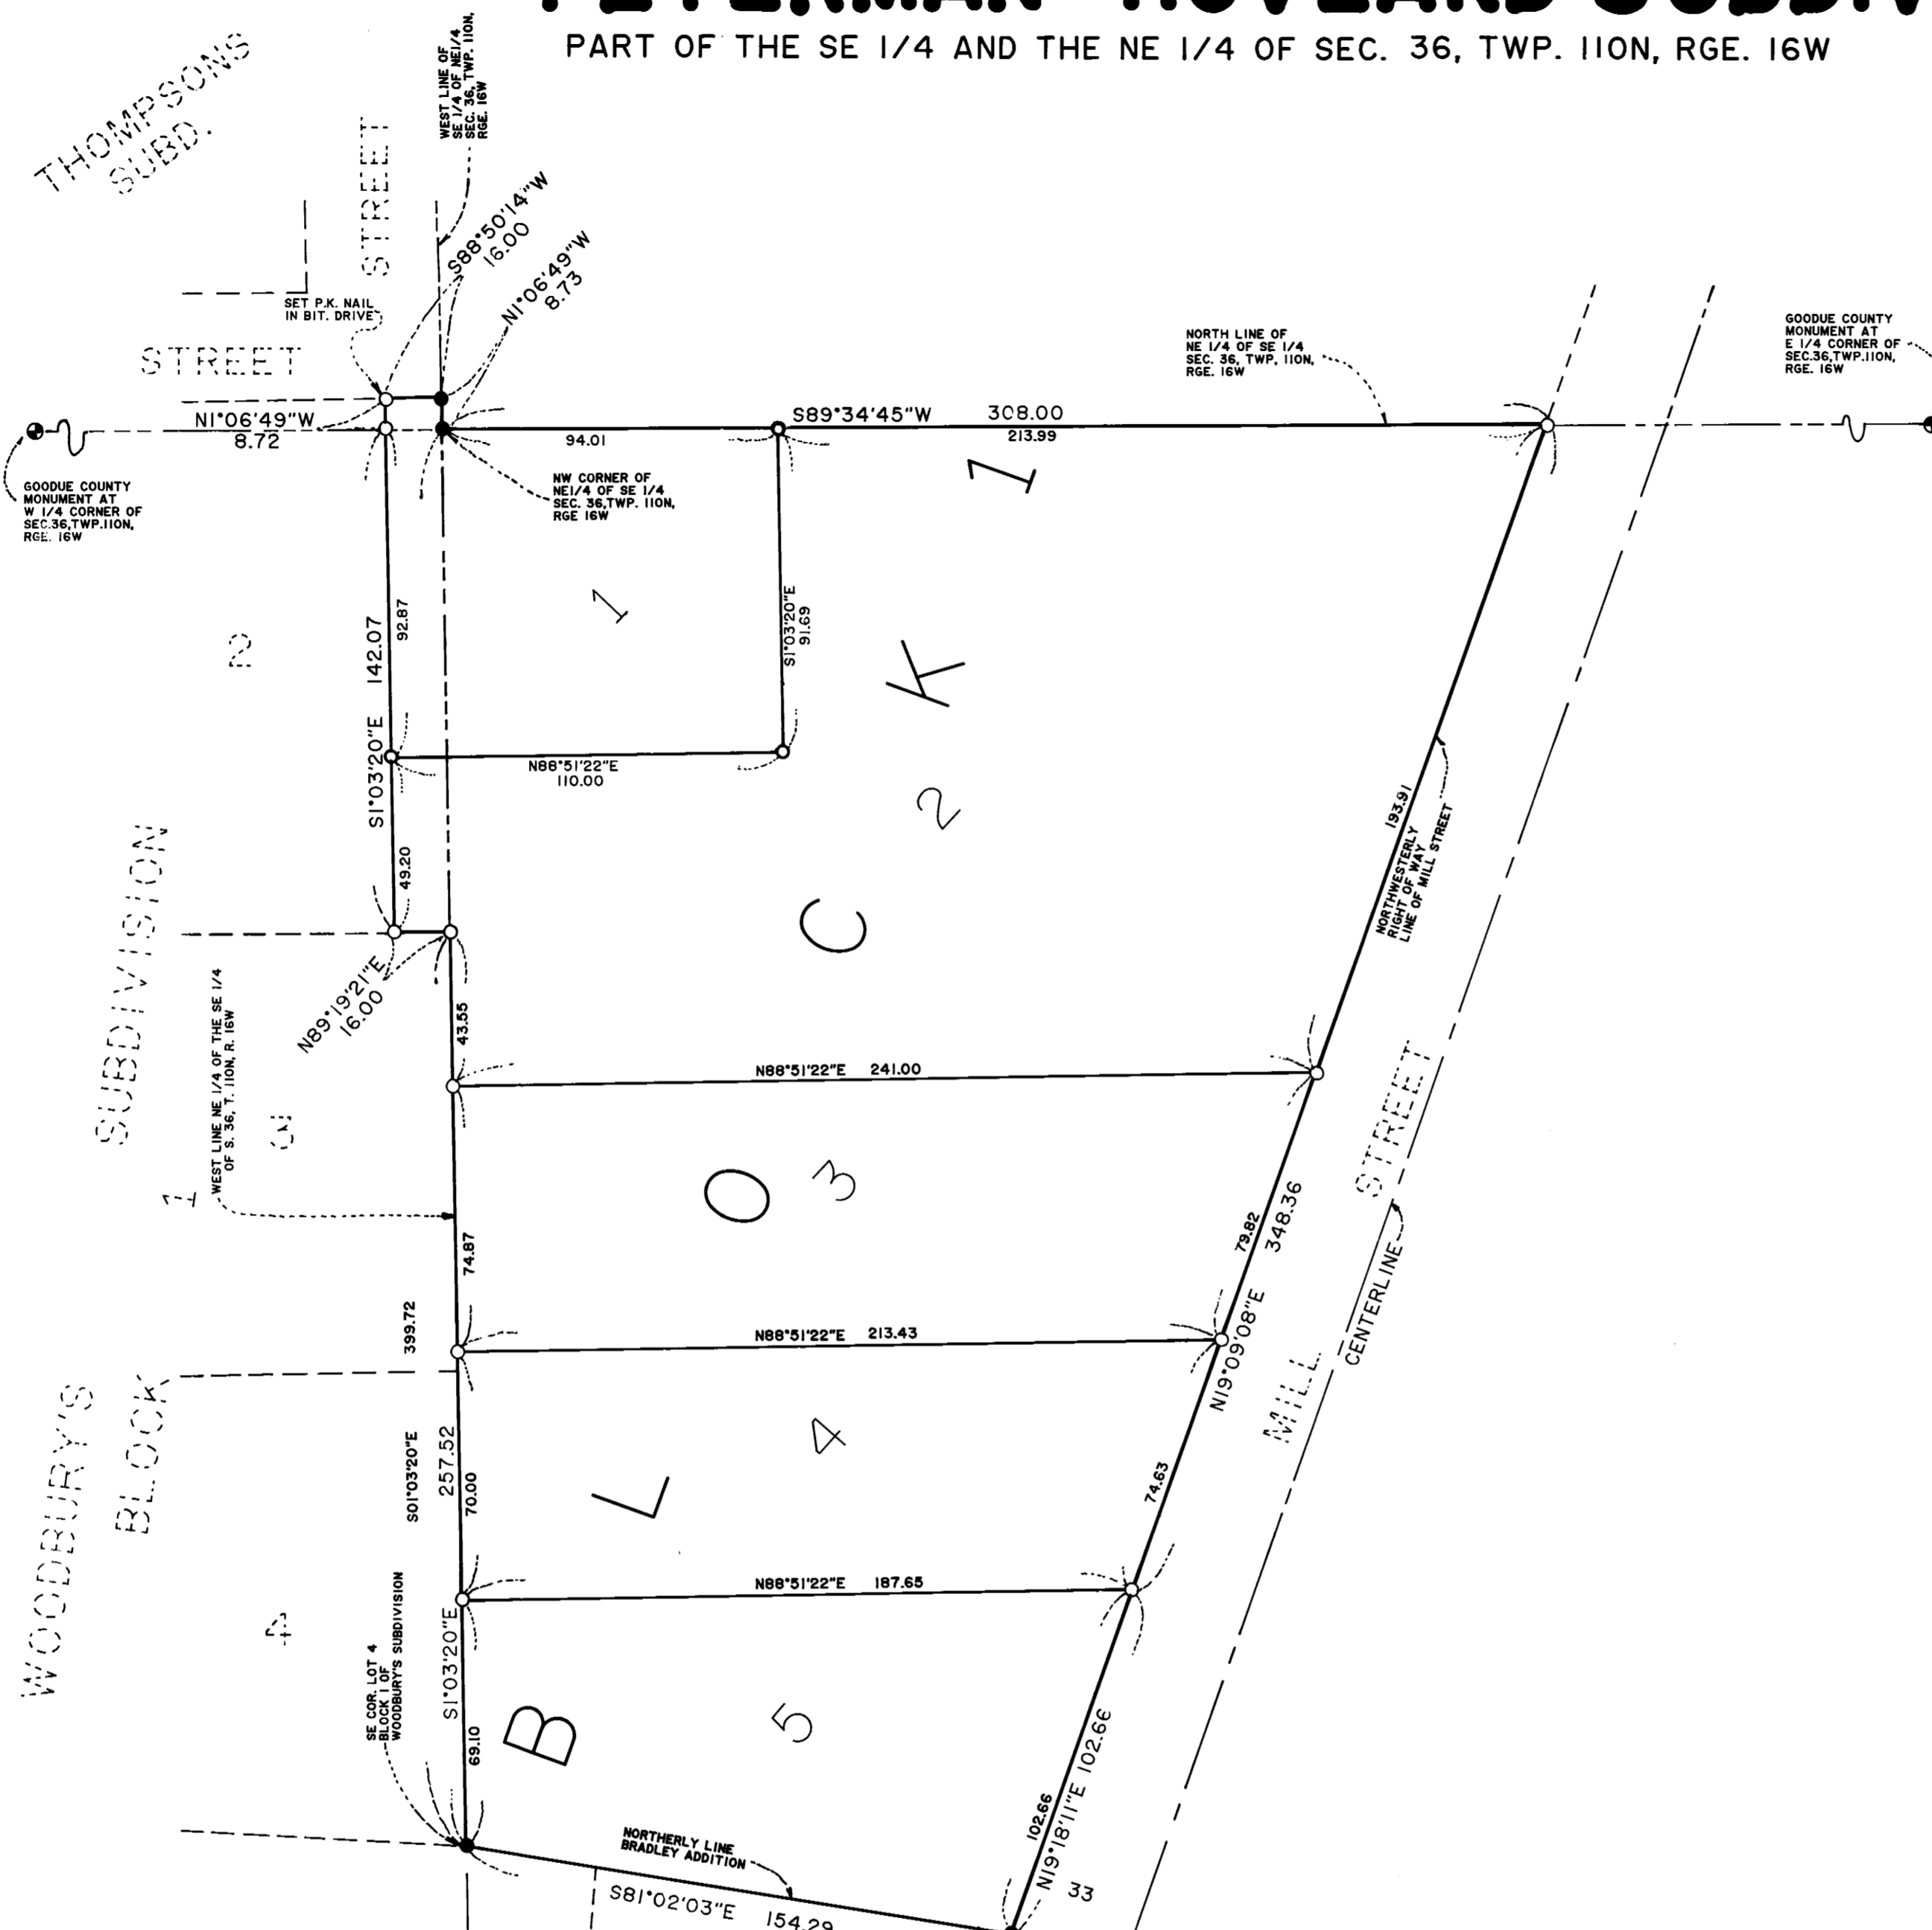 PART OF THE SE 1/4 AND THE NE 1/4 OF SEC. 36, TWP. 110N, RGE. 16W
THOMPSONS
SUBD.
STREET
WEST LINE OF
SE 1/4 OF NE1/4
SEC. 36, TWP. 110N,
RGE. 16W
S88°50'14"W
16.00
N1°06'49"W
8.73
SET P.K. NAIL
IN BIT. DRIVE
STREET
NORTH LINE OF
NE 1/4 OF SE 1/4
SEC. 36, TWP. 110N,
RGE. 16W
GOODUE COUNTY
MONUMENT AT
E 1/4 CORNER OF
SEC.36,TWP.110N,
RGE. 16W
N1°06'49"W
8.72
S89°34'45"W 308.00
94.01
213.99
GOODUE COUNTY
MONUMENT AT
W 1/4 CORNER OF
SEC.36,TWP.110N,
RGE. 16W
NW CORNER OF
NE1/4 OF SE 1/4
SEC. 36,TWP. 110N,
RGE 16W
1
1
2
S1°03'20"E 142.07
92.87
S1°03'20"E
91.69
K
N88°51'22"E
110.00
2
49.20
193.91
NORTHWESTERLY
RIGHT OF WAY
LINE OF MILL STREET
C
SUBDIVISION
N89°19'21"E
16.00
43.55
WEST LINE NE 1/4 OF THE SE 1/4
OF S. 36, T. 110N, R. 16W
N88°51'22"E 241.00
3
1
O
3
STREET
79.82
348.36
74.87
399.72
N88°51'22"E 213.43
N19°09'08"E
CENTERLINE
MILL
WOODBURY'S
BLOCK
S01°03'20"E
257.52
70.00
4
L
74.63
N88°51'22"E 187.65
4
SE COR. LOT 4
BLOCK 1 OF
WOODBURY'S SUBDIVISION
S1°03'20"E
69.10
B
5
102.66
N19°18'11"E 102.66
33
NORTHERLY LINE
BRADLEY ADDITION
S81°02'03"E 154.29